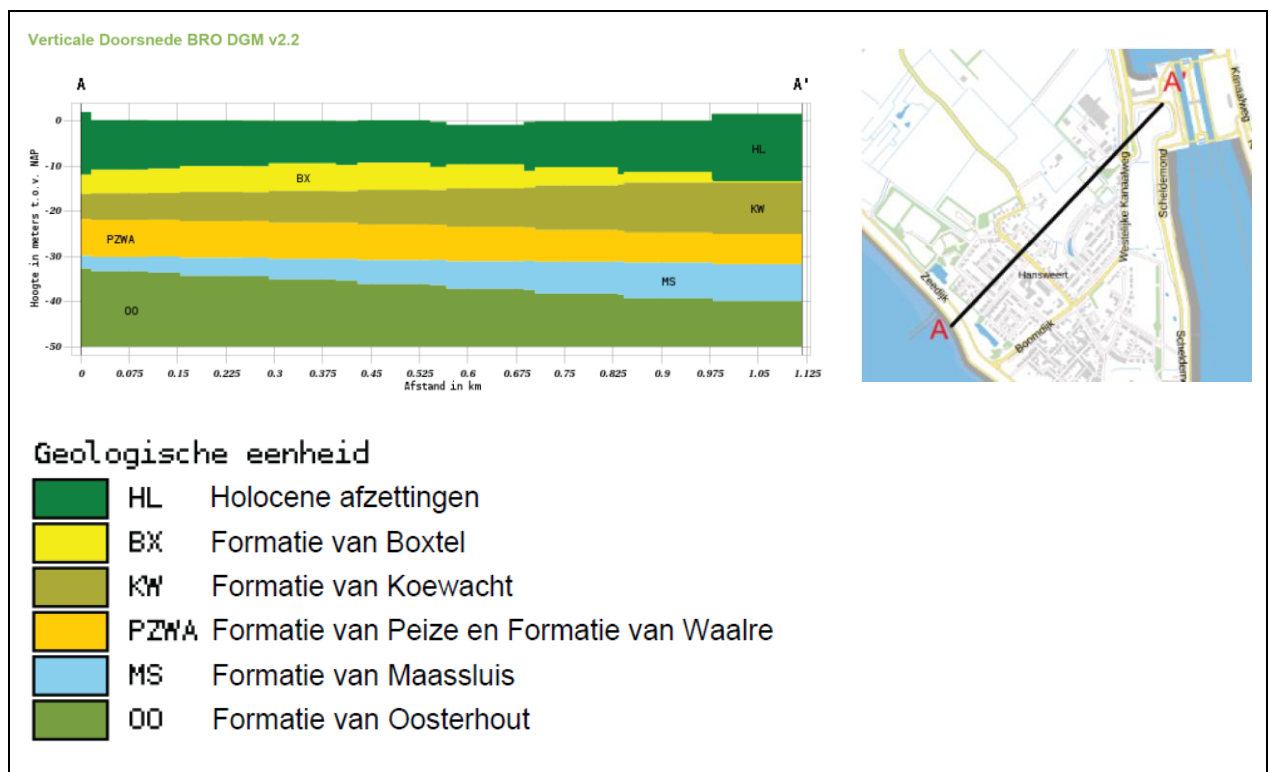 Verticale Doorsnede BRO DGM v2.2
A A'
Hoogte in meters t.o.v. NAP
0
-10
-20
-30
-40
-50
HL
BX
KW
PZWA
MS
OO
0 0.075 0.15 0.225 0.3 0.375 0.45 0.525 0.6 0.675 0.75 0.825 0.9 0.975 1.05 1.125
Afstand in km
A'
Kanaalweg
Westelijke Kanaalweg
Scheldemond
Hansweert
Zeedijk
A
Boomdijk
Geologische eenheid
HL Holocene afzettingen
BX Formatie van Boxtel
KW Formatie van Koewacht
PZWA Formatie van Peize en Formatie van Waalre
MS Formatie van Maassluis
OO Formatie van Oosterhout